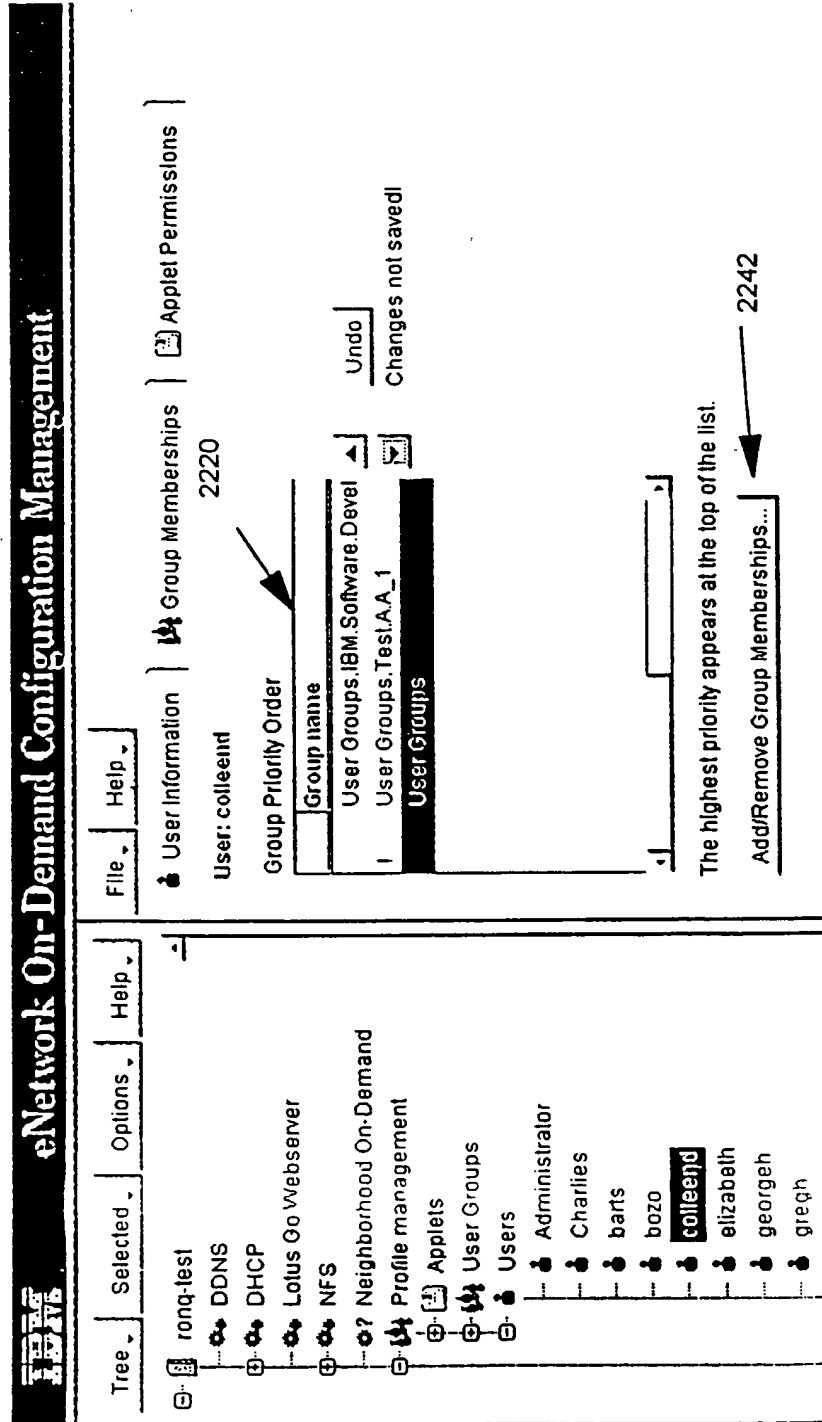 IBM
eNetwork On-Demand Configuration Management
Tree Selected Options Help
ronq-test
DDNS
DHCP
Lotus Go Webserver
NFS
Neighborhood On-Demand
Profile management
Applets
User Groups
Users
Administrator
Charlies
barts
bozo
colleend
elizabeth
georgeh
gregh
File Help
User Information Group Memberships Applet Permissions
User: colleend
2220
Group Priority Order
Group name
User Groups.IBM.Software.Devel
User Groups.Test.A.A_1
User Groups
Undo
Changes not saved!
The highest priority appears at the top of the list.
Add/Remove Group Memberships...
2242